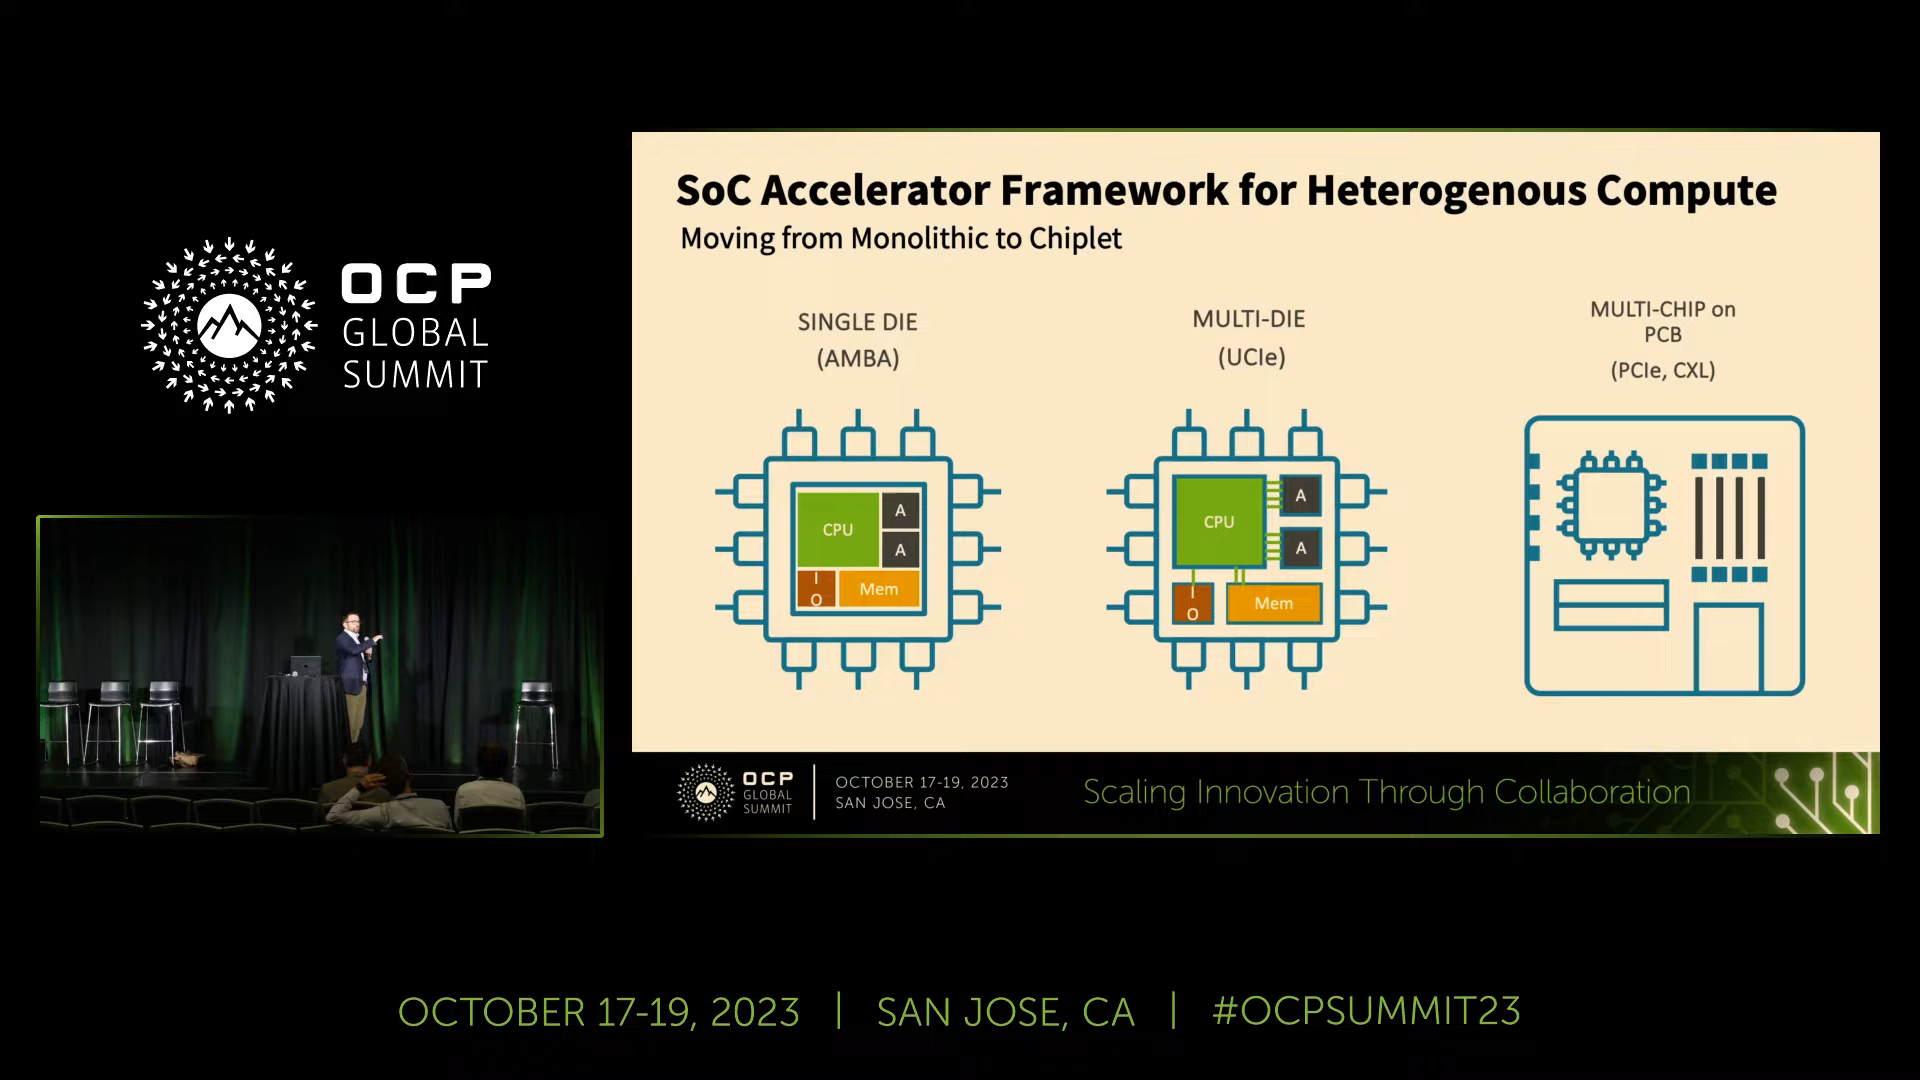 OCP
GLOBAL
SUMMIT
SoC Accelerator Framework for Heterogenous Compute
Moving from Monolithic to Chiplet
SINGLE DIE
(AMBA)
CPU
A
A
I
O
Mem
MULTI-DIE
(UCIe)
CPU
A
A
I
O
Mem
MULTI-CHIP on
PCB
(PCIe, CXL)
OCP
GLOBAL
SUMMIT
OCTOBER 17-19, 2023
SAN JOSE, CA
Scaling Innovation Through Collaboration
OCTOBER 17-19, 2023 | SAN JOSE, CA | #OCPSUMMIT23